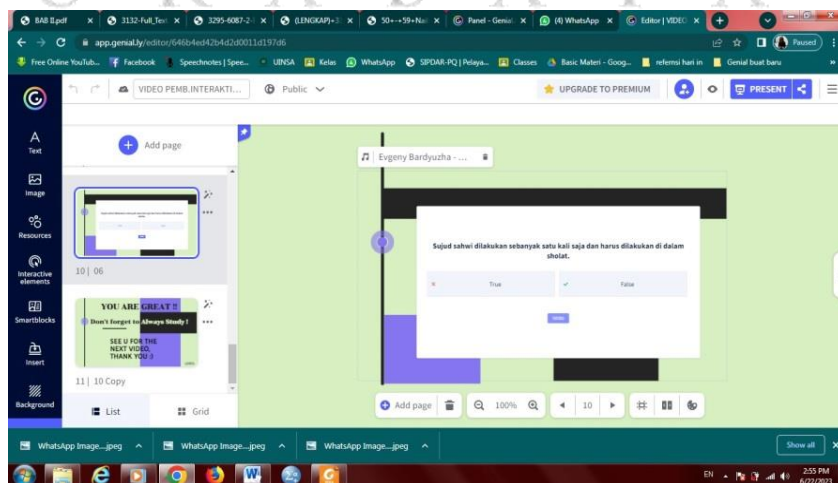 BAB II.pdf
3132-Full_Text
3295-6087-2-
(LENGKAP)+
Panel - Genial
(4) WhatsApp
Editor | VIDEO
app.genial.ly/editor/646b4ed42b4d2d0011d197d6
Paused
Free Online YouTub...
Facebook
Speechnotes | Spee...
UINSA
Kelas
WhatsApp
SIPDAR-PQ | Pelaya...
Classes
Basic Materi - Goog...
refernsi hari in
Genial buat baru
VIDEO PEMB.INTERAKTI...
Public
UPGRADE TO PREMIUM
PRESENT
Text
Image
Resources
Interactive elements
Smartblocks
Insert
Background
Add page
10 | 06
YOU ARE GREAT !!
Don't forget to Always Study !
SEE U FOR THE
NEXT VIDEO,
THANK YOU :)
11 | 10 Copy
List
Grid
Evgeny Bardyuzha - ...
Sujud sahwi dilakukan sebanyak satu kali saja dan harus dilakukan di dalam
sholat.
True
False
Add page
100%
10
WhatsApp Image....jpeg
WhatsApp Image....jpeg
WhatsApp Image....jpeg
Show all
EN
2:55 PM
6/22/2023